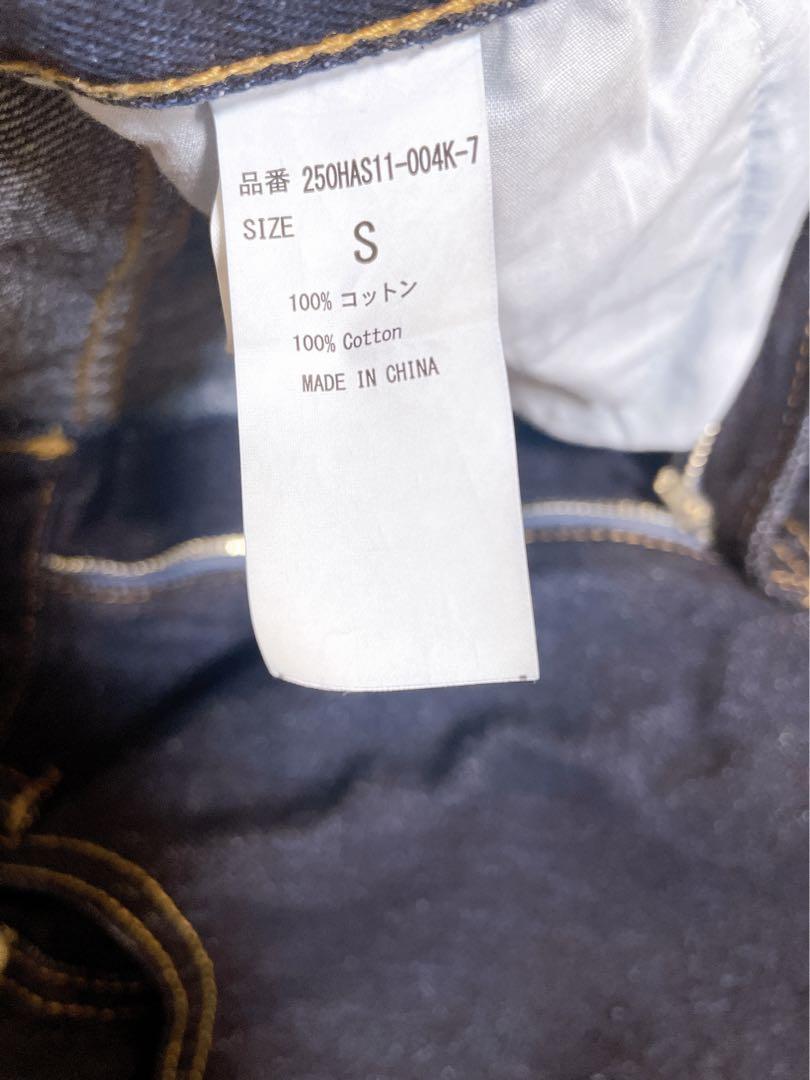 品番 250HAS11-004K-7
SIZE S
100% コットン
100% Cotton
MADE IN CHINA